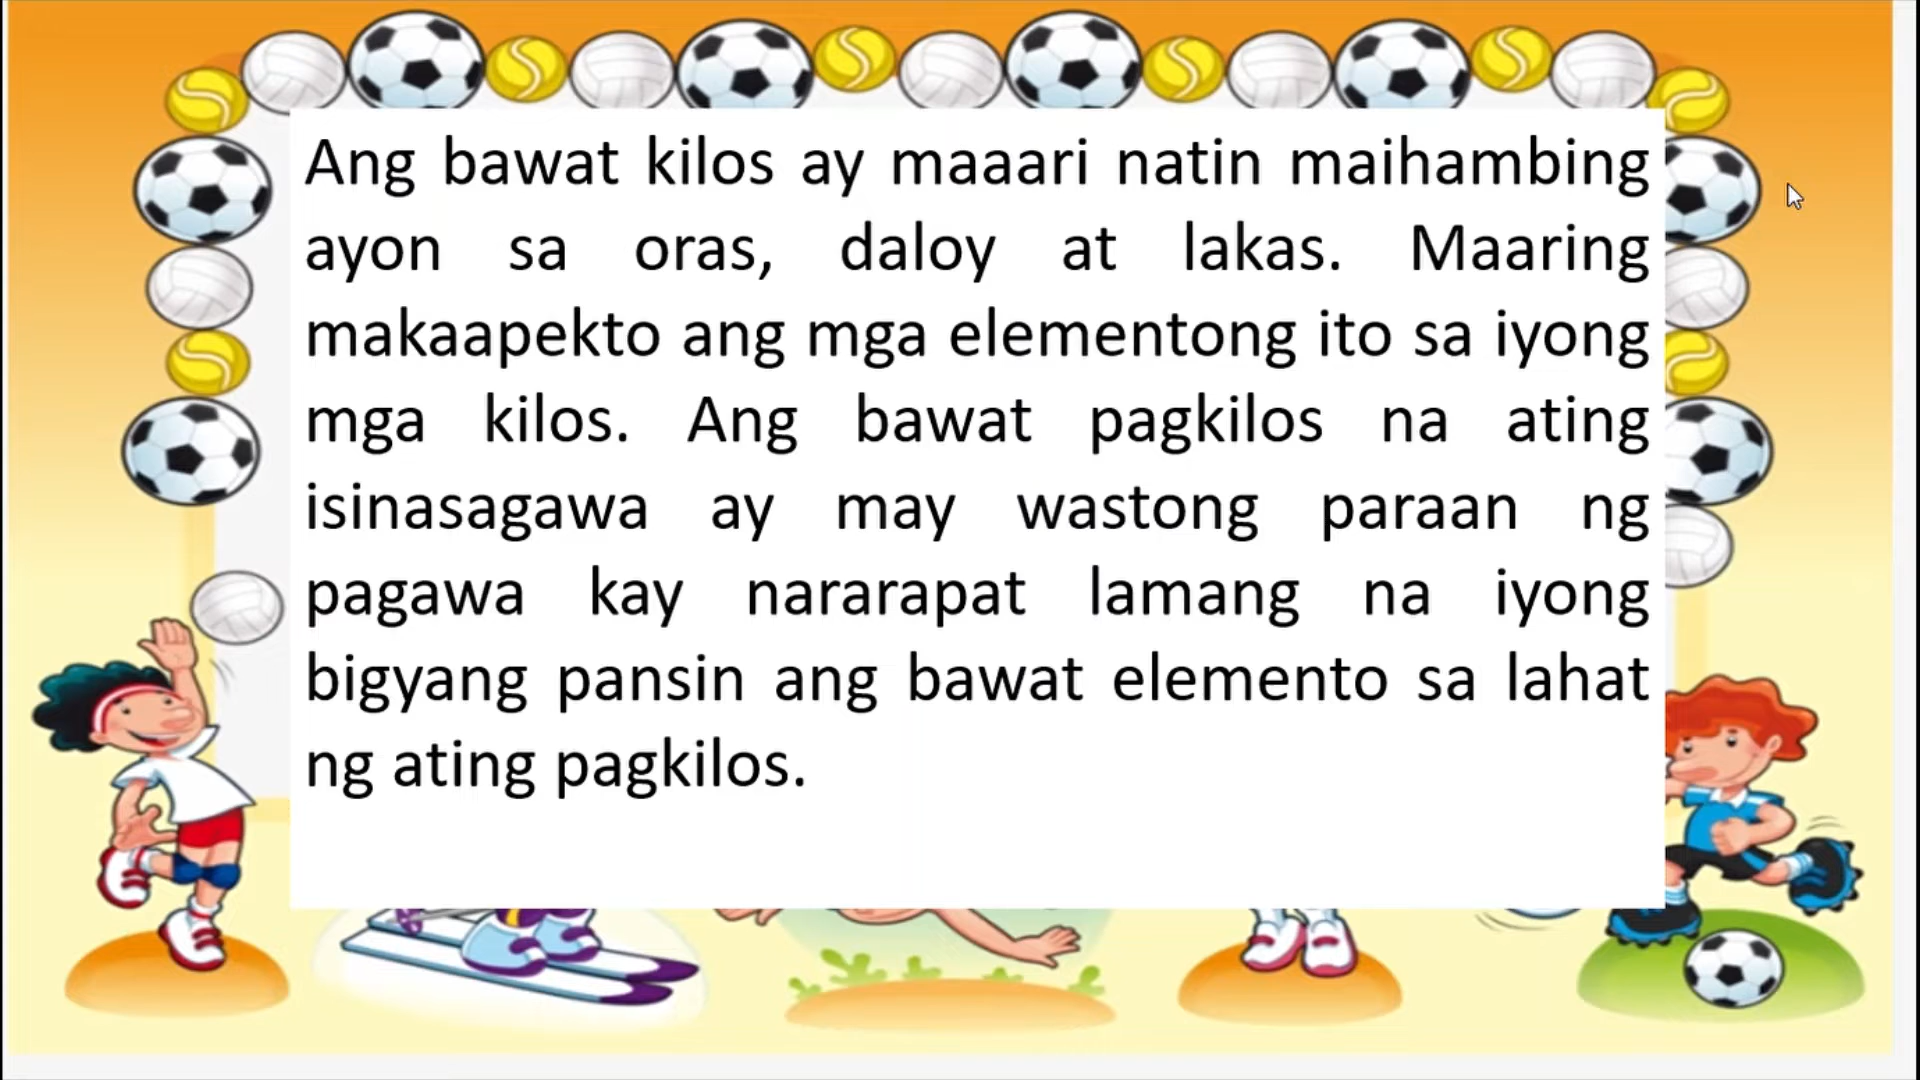 Ang bawat kilos ay maaari natin maihambing
ayon sa oras, daloy at lakas. Maaring
makaapekto ang mga elementong ito sa iyong
mga kilos. Ang bawat pagkilos na ating
isinasagawa ay may wastong paraan ng
pagawa kay nararapat lamang na iyong
bigyang pansin ang bawat elemento sa lahat
ng ating pagkilos.